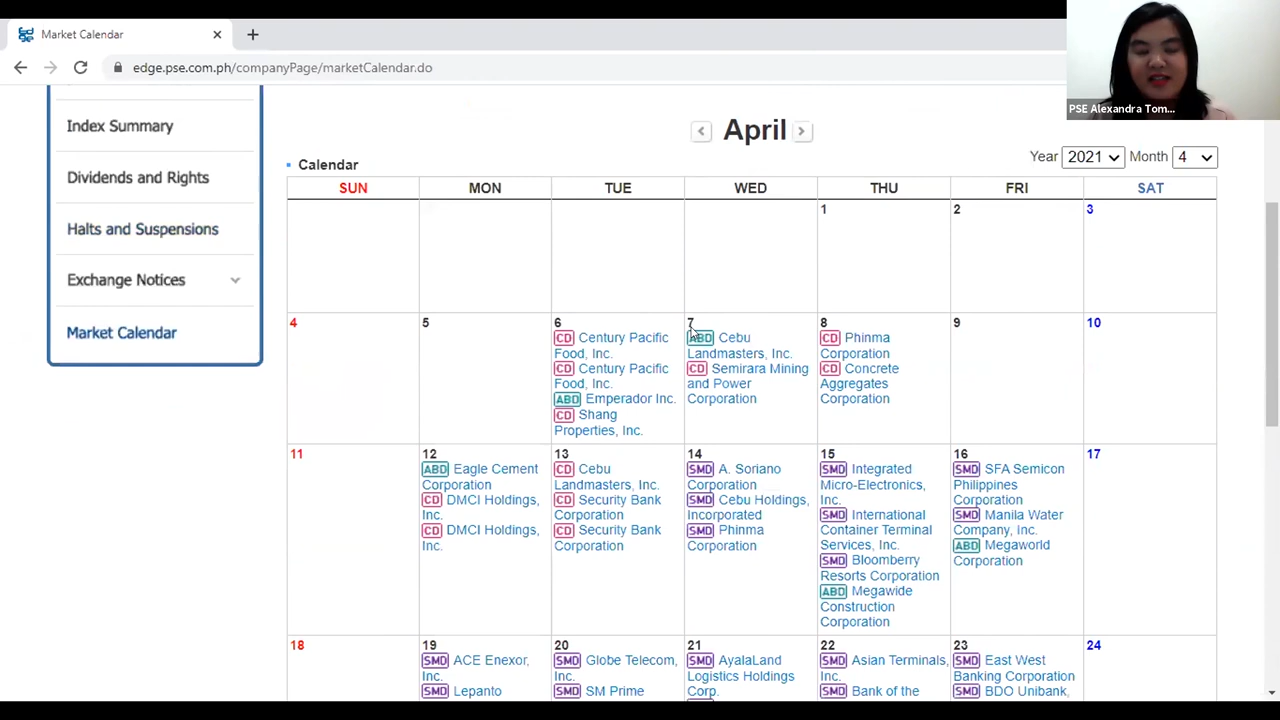 Market Calendar
edge.pse.com.ph/companyPage/marketCalendar.do
PSE Alexandra Tom...
Index Summary
Dividends and Rights
Halts and Suspensions
Exchange Notices
Market Calendar
April
Year 2021 Month 4
Calendar
SUN MON TUE WED THU FRI SAT
1 2 3
4 5
6
CD Century Pacific
Food, Inc.
CD Century Pacific
Food, Inc.
ABD Emperador Inc.
CD Shang
Properties, Inc.
7
ABD Cebu
Landmasters, Inc.
CD Semirara Mining
and Power
Corporation
8
CD Phinma
Corporation
CD Concrete
Aggregates
Corporation
9 10
11
12
ABD Eagle Cement
Corporation
CD DMCI Holdings,
Inc.
CD DMCI Holdings,
Inc.
13
CD Cebu
Landmasters, Inc.
CD Security Bank
Corporation
CD Security Bank
Corporation
14
SMD A. Soriano
Corporation
SMD Cebu Holdings,
Incorporated
SMD Phinma
Corporation
15
SMD Integrated
Micro-Electronics,
Inc.
SMD International
Container Terminal
Services, Inc.
SMD Bloomberry
Resorts Corporation
ABD Megawide
Construction
Corporation
16
SMD SFA Semicon
Philippines
Corporation
SMD Manila Water
Company, Inc.
ABD Megaworld
Corporation
17
18
19
SMD ACE Enexor,
Inc.
SMD Lepanto
20
SMD Globe Telecom,
Inc.
SMD SM Prime
21
SMD AyalaLand
Logistics Holdings
Corp.
22
SMD Asian Terminals,
Inc.
SMD Bank of the
23
SMD East West
Banking Corporation
SMD BDO Unibank,
24